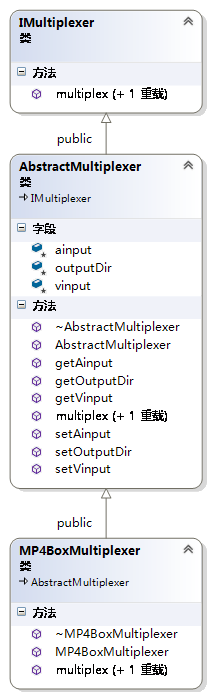 IMultiplexer
类
方法
multiplex (+ 1 重载)
public
AbstractMultiplexer
类
IMultiplexer
字段
ainput
outputDir
vinput
方法
~AbstractMultiplexer
AbstractMultiplexer
getAinput
getOutputDir
getVinput
multiplex (+ 1 重载)
setAinput
setOutputDir
setVinput
public
MP4BoxMultiplexer
类
AbstractMultiplexer
方法
~MP4BoxMultiplexer
MP4BoxMultiplexer
multiplex (+ 1 重载)